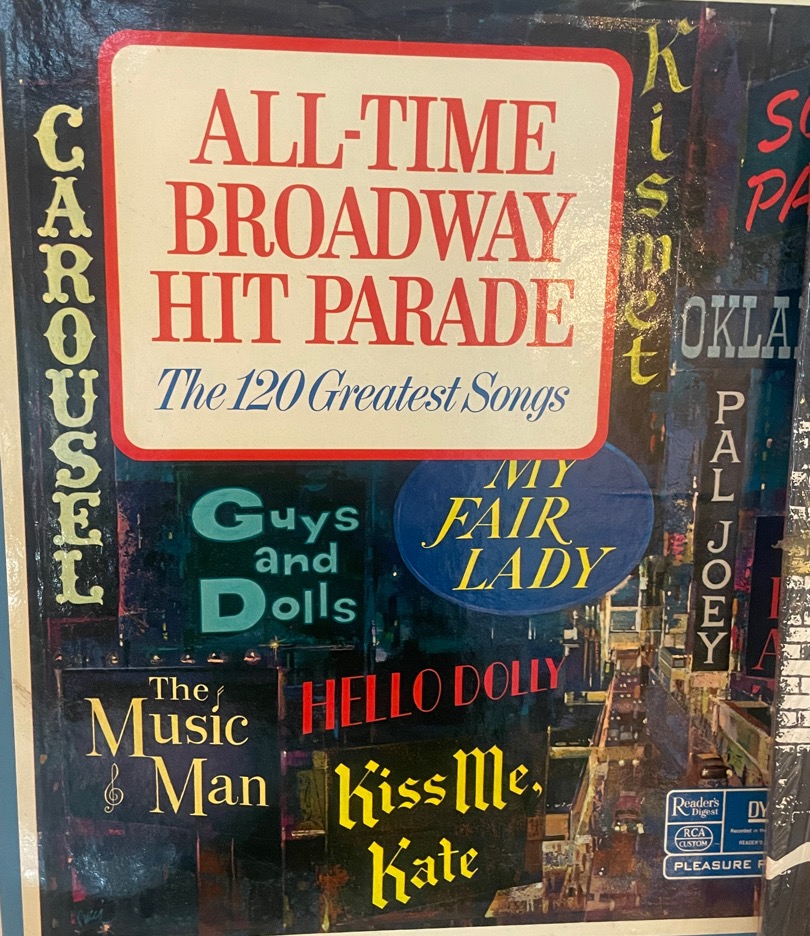 ALL-TIME
BROADWAY
HIT PARADE
The 120 Greatest Songs
CAROUSEL
Kismet
PAL JOEY
Guys
and
Dolls
MY
FAIR
LADY
HELLO DOLLY
The
Music
Man
Kiss Me,
Kate
Reader's
Digest
RCA
CUSTOM
PLEASURE